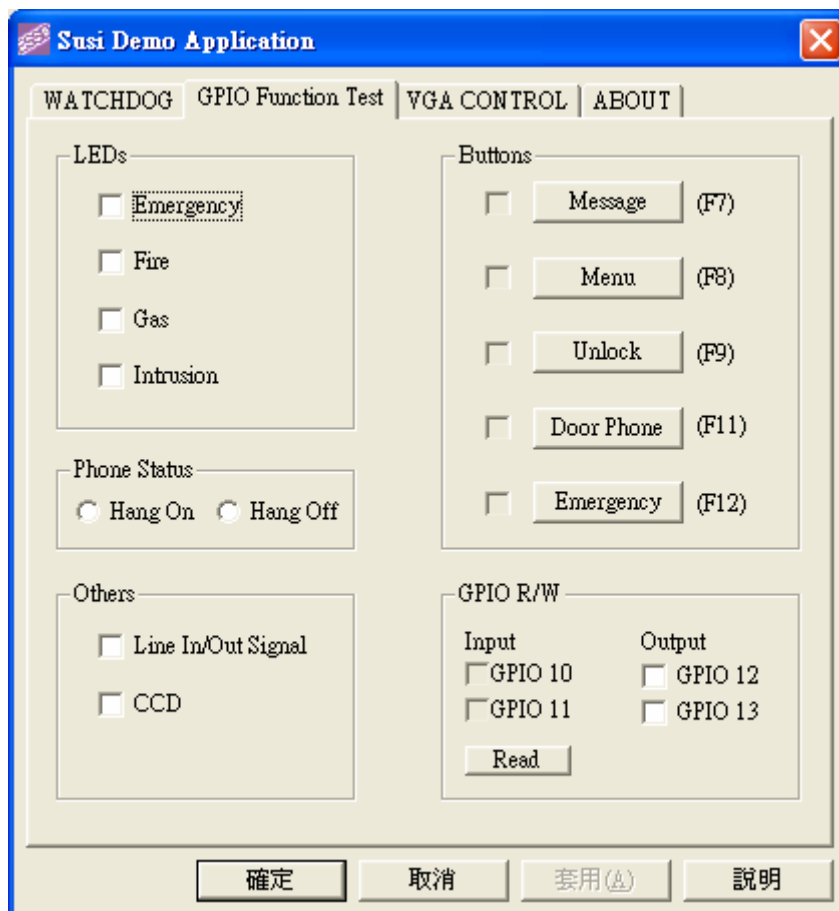 Susi Demo Application
WATCHDOG GPIO Function Test VGA CONTROL ABOUT
LEDs
Emergency
Fire
Gas
Intrusion
Phone Status
Hang On Hang Off
Others
Line In/Out Signal
CCD
Buttons
Message (F7)
Menu (F8)
Unlock (F9)
Door Phone (F11)
Emergency (F12)
GPIO R/W
Input Output
GPIO 10 GPIO 12
GPIO 11 GPIO 13
Read
確定 取消 套用(A) 說明